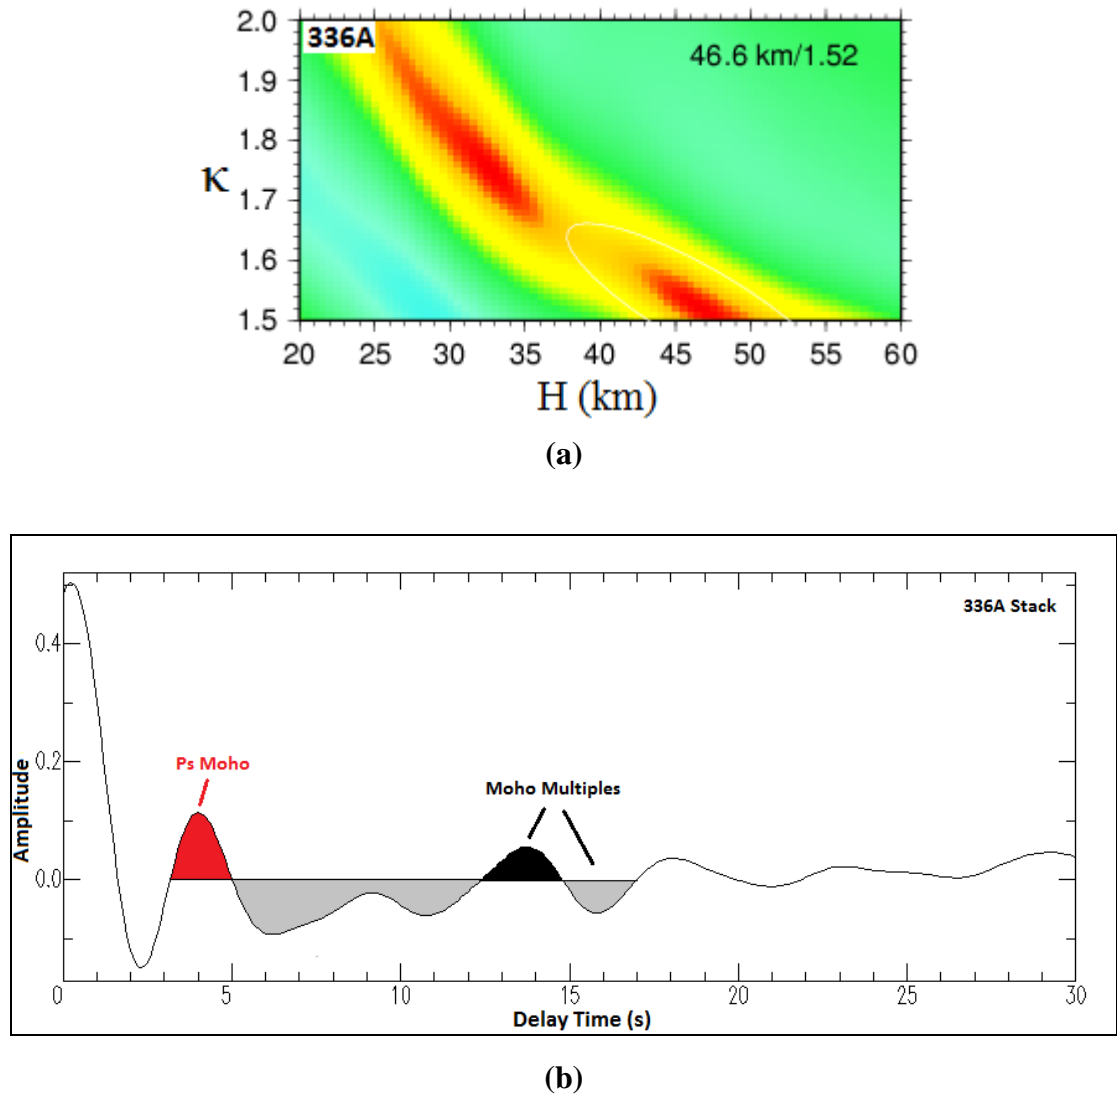 336A
46.6 km/1.52
2.0
1.9
1.8
1.7
1.6
1.5
κ
20 25 30 35 40 45 50 55 60
H (km)
(a)
336A Stack
0.4
0.2
0.0
Amplitude
Ps Moho
Moho Multiples
0 5 10 15 20 25 30
Delay Time (s)
(b)